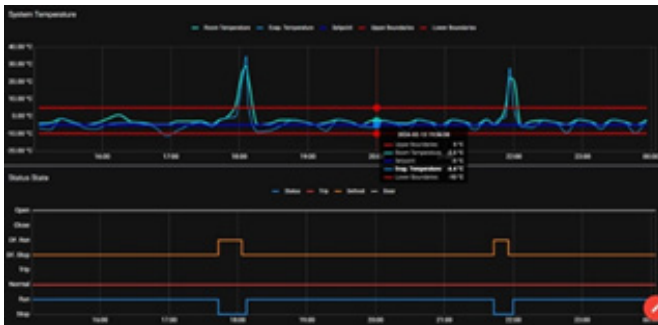 System Temperature
Room Temperature Evap. Temperature Setpoint Upper Boundaries Lower Boundaries
40.00 °C
30.00 °C
20.00 °C
10.00 °C
0.00 °C
-10.00 °C
-20.00 °C
16:00 17:00 18:00 19:00 20:00 21:00 22:00 23:00 00:00
Upper Boundaries 5 °C
Room Temperature
Setpoint
Evap. Temperature
Lower Boundaries -10 °C
Status State
Status Trip Defrost Door
Open
Close
Df. Run
Df. Stop
Trip
Normal
Run
Stop
16:00 17:00 18:00 19:00 20:00 21:00 22:00 23:00